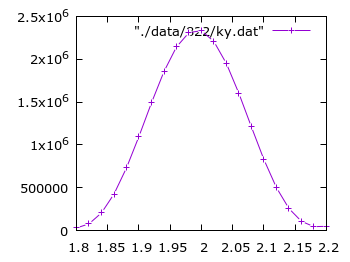 2.5x10⁶
"./data/822/ky.dat"
2x10⁶
1.5x10⁶
1x10⁶
500000
0
1.8 1.85 1.9 1.95 2 2.05 2.1 2.15 2.2